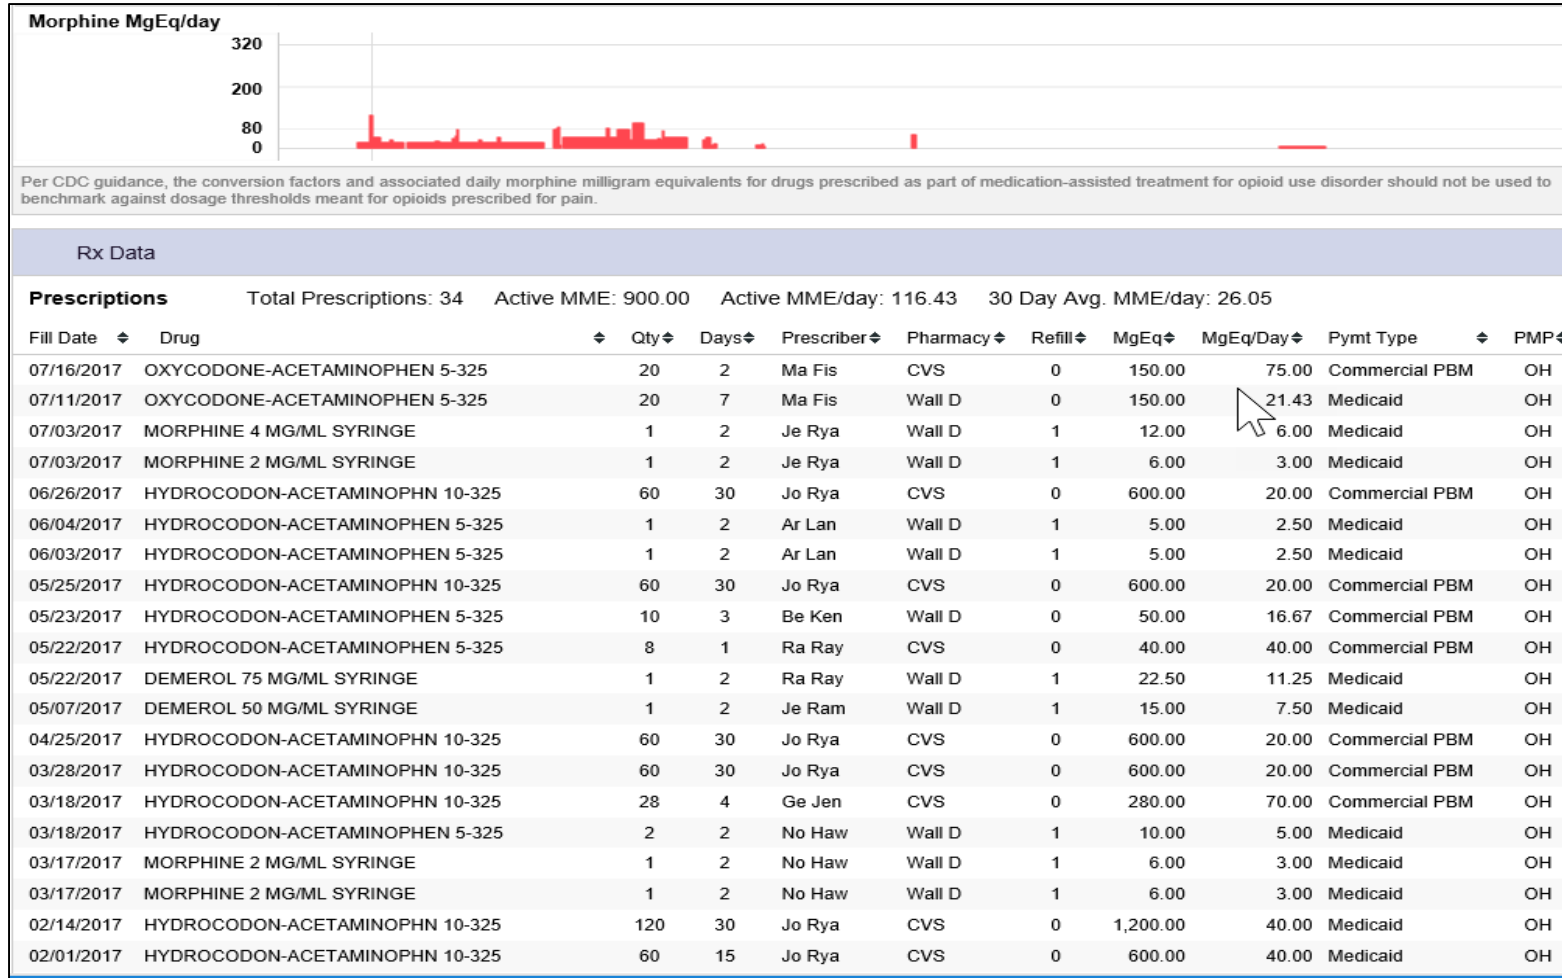 Morphine MgEq/day
320
200
80
0
Per CDC guidance, the conversion factors and associated daily morphine milligram equivalents for drugs prescribed as part of medication-assisted treatment for opioid use disorder should not be used to
benchmark against dosage thresholds meant for opioids prescribed for pain.
Rx Data
Prescriptions Total Prescriptions: 34 Active MME: 900.00 Active MME/day: 116.43 30 Day Avg. MME/day: 26.05
Fill Date Drug Qty Days Prescriber Pharmacy Refill MgEq MgEq/Day Pymt Type PMP
07/16/2017 OXYCODONE-ACETAMINOPHEN 5-325 20 2 Ma Fis CVS 0 150.00 75.00 Commercial PBM OH
07/11/2017 OXYCODONE-ACETAMINOPHEN 5-325 20 7 Ma Fis Wall D 0 150.00 21.43 Medicaid OH
07/03/2017 MORPHINE 4 MG/ML SYRINGE 1 2 Je Rya Wall D 1 12.00 6.00 Medicaid OH
07/03/2017 MORPHINE 2 MG/ML SYRINGE 1 2 Je Rya Wall D 1 6.00 3.00 Medicaid OH
06/26/2017 HYDROCODON-ACETAMINOPHN 10-325 60 30 Jo Rya CVS 0 600.00 20.00 Commercial PBM OH
06/04/2017 HYDROCODON-ACETAMINOPHEN 5-325 1 2 Ar Lan Wall D 1 5.00 2.50 Medicaid OH
06/03/2017 HYDROCODON-ACETAMINOPHEN 5-325 1 2 Ar Lan Wall D 1 5.00 2.50 Medicaid OH
05/25/2017 HYDROCODON-ACETAMINOPHN 10-325 60 30 Jo Rya CVS 0 600.00 20.00 Commercial PBM OH
05/23/2017 HYDROCODON-ACETAMINOPHEN 5-325 10 3 Be Ken Wall D 0 50.00 16.67 Commercial PBM OH
05/22/2017 HYDROCODON-ACETAMINOPHEN 5-325 8 1 Ra Ray CVS 0 40.00 40.00 Commercial PBM OH
05/22/2017 DEMEROL 75 MG/ML SYRINGE 1 2 Ra Ray Wall D 1 22.50 11.25 Medicaid OH
05/07/2017 DEMEROL 50 MG/ML SYRINGE 1 2 Je Ram Wall D 1 15.00 7.50 Medicaid OH
04/25/2017 HYDROCODON-ACETAMINOPHN 10-325 60 30 Jo Rya CVS 0 600.00 20.00 Commercial PBM OH
03/28/2017 HYDROCODON-ACETAMINOPHN 10-325 60 30 Jo Rya CVS 0 600.00 20.00 Commercial PBM OH
03/18/2017 HYDROCODON-ACETAMINOPHN 10-325 28 4 Ge Jen CVS 0 280.00 70.00 Commercial PBM OH
03/18/2017 HYDROCODON-ACETAMINOPHEN 5-325 2 2 No Haw Wall D 1 10.00 5.00 Medicaid OH
03/17/2017 MORPHINE 2 MG/ML SYRINGE 1 2 No Haw Wall D 1 6.00 3.00 Medicaid OH
03/17/2017 MORPHINE 2 MG/ML SYRINGE 1 2 No Haw Wall D 1 6.00 3.00 Medicaid OH
02/14/2017 HYDROCODON-ACETAMINOPHN 10-325 120 30 Jo Rya CVS 0 1,200.00 40.00 Medicaid OH
02/01/2017 HYDROCODON-ACETAMINOPHN 10-325 60 15 Jo Rya CVS 0 600.00 40.00 Medicaid OH